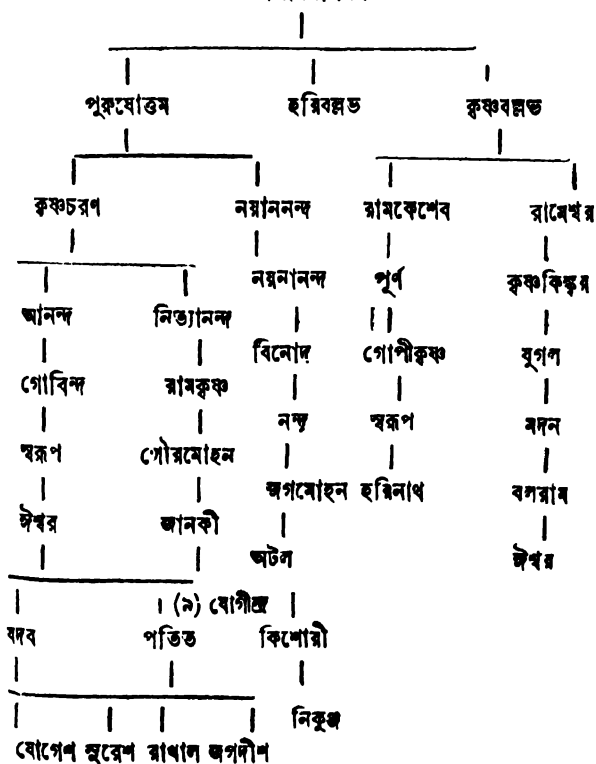 পুরুষোত্তম হরিবল্লভ কৃষ্ণবল্লভ
কৃষ্ণচরণ নয়াননন্দ রামকেশেব রামেশ্বর
নয়নানন্দ পূর্ণ কৃষ্ণকিঙ্কর
আনন্দ নিত্যানন্দ
বিনোদ গোপীকৃষ্ণ যুগল
গোবিন্দ রামকৃষ্ণ
নন্দ স্বরূপ মদন
স্বরূপ গৌরমোহন
জগমোহন হরিনাথ বলরাম
ঈশ্বর জানকী
অটল ঈশ্বর
(৯) যোগীন্দ্র
যদব পতিত কিশোরী
নিকুঞ্জ
যোগেশ সুরেশ রাখাল জগদীশ